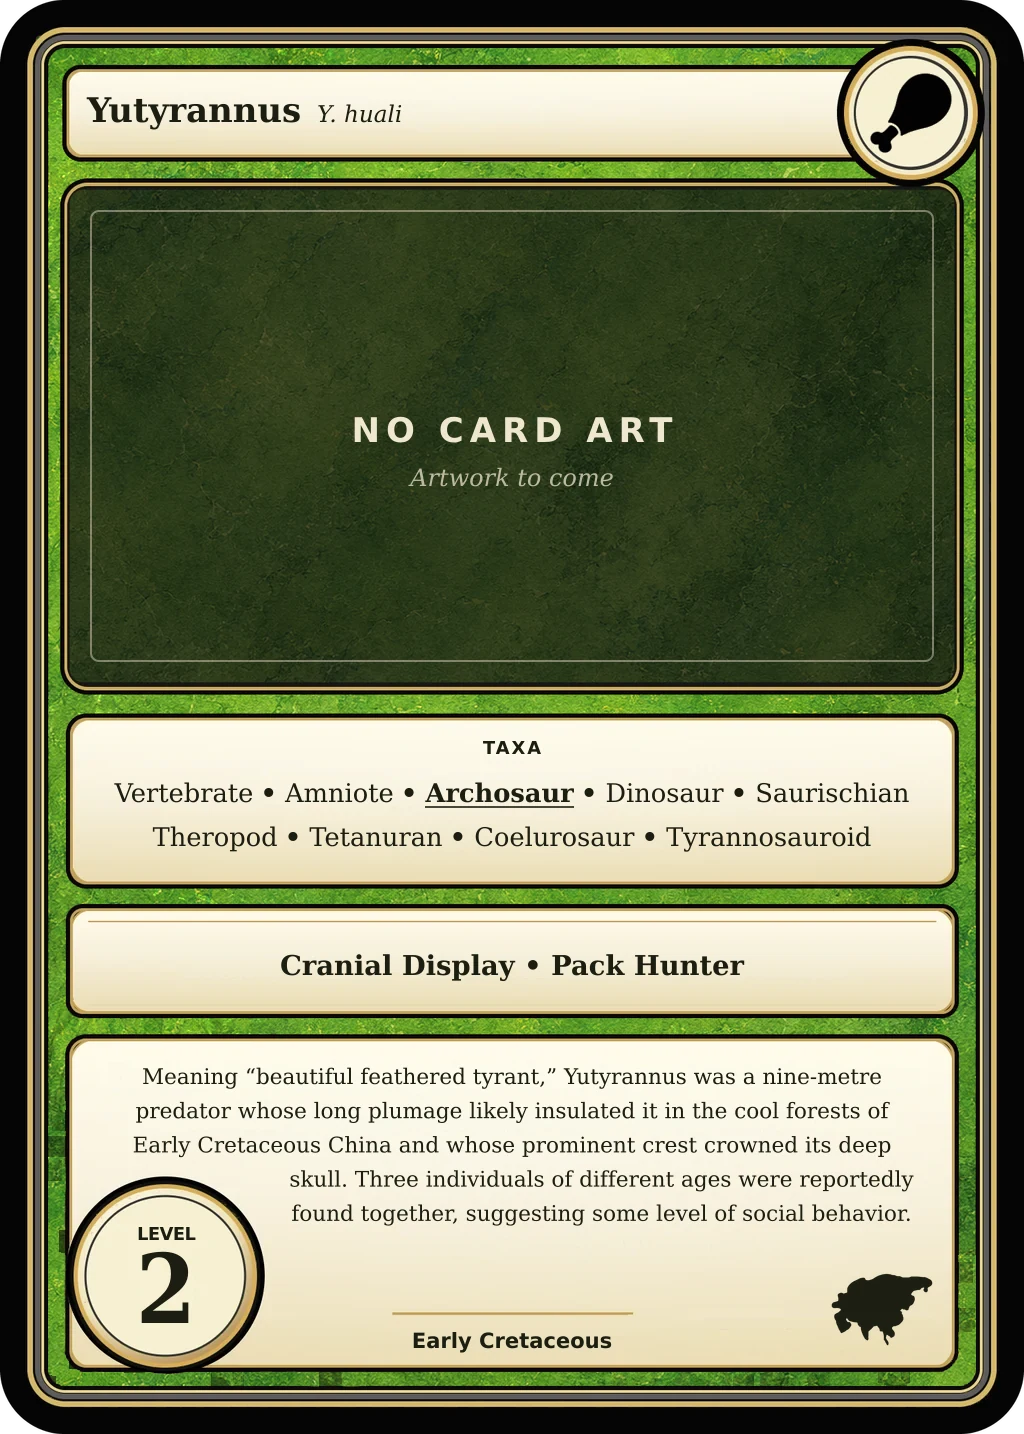 Yutyrannus Y. huali
NO CARD ART
Artwork to come
TAXA
Vertebrate • Amniote • Archosaur • Dinosaur • Saurischian
Theropod • Tetanuran • Coelurosaur • Tyrannosauroid
Cranial Display • Pack Hunter
Meaning “beautiful feathered tyrant,” Yutyrannus was a nine-metre
predator whose long plumage likely insulated it in the cool forests of
Early Cretaceous China and whose prominent crest crowned its deep
skull. Three individuals of different ages were reportedly
found together, suggesting some level of social behavior.
LEVEL
2
Early Cretaceous